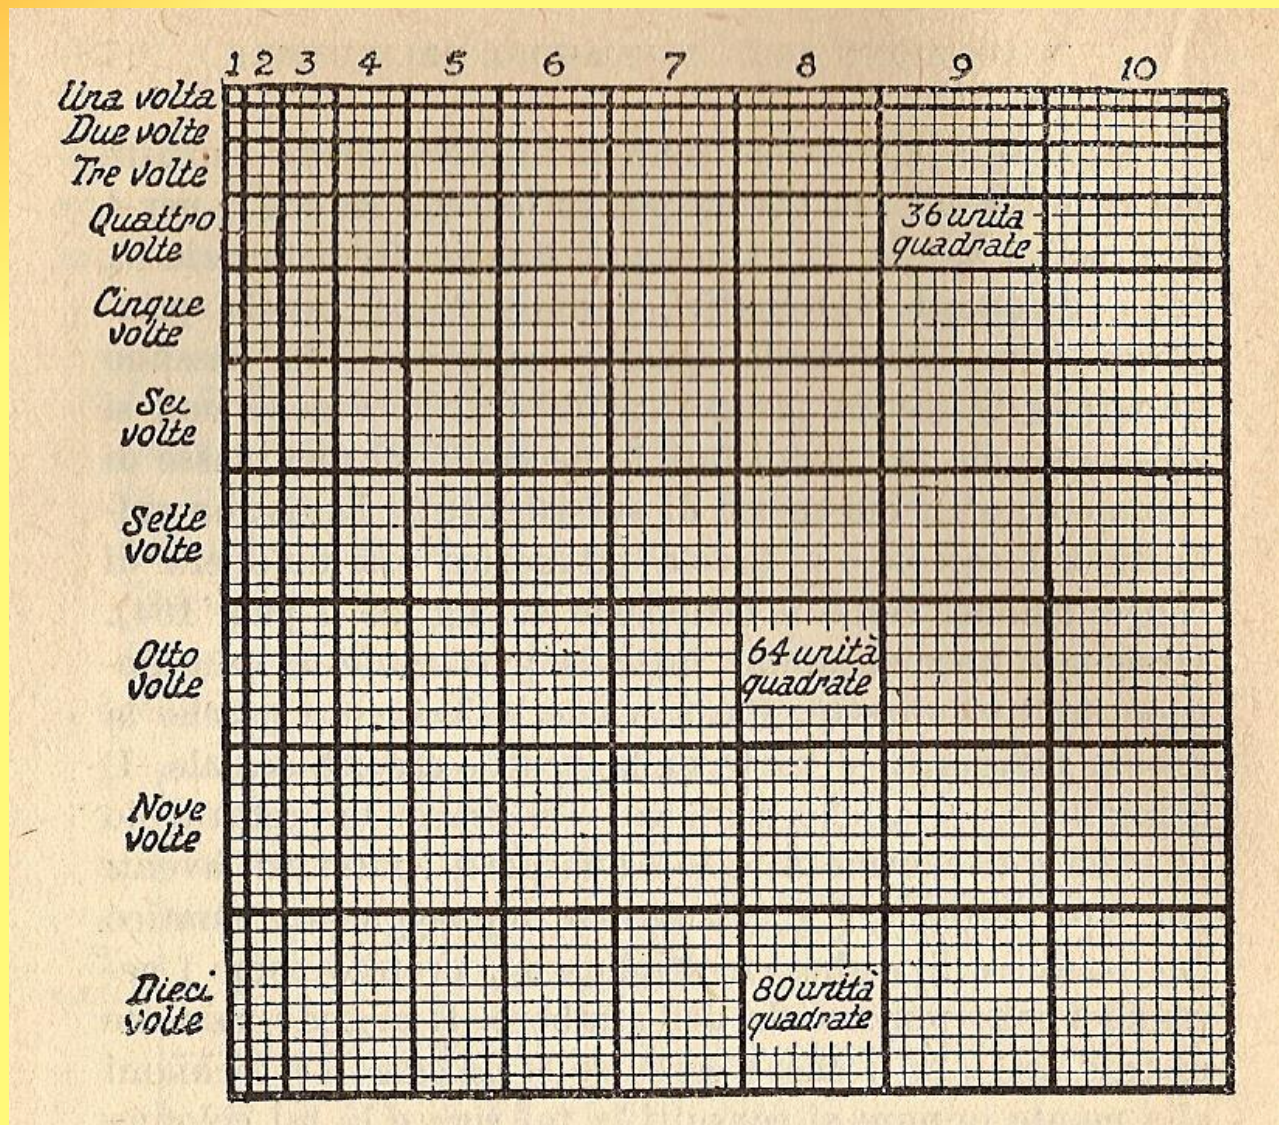 1 2 3 4 5 6 7 8 9 10
Una volta
Due volte
Tre volte
Quattro
volte
36 unita
quadrate
Cinque
volte
Sei
volte
Sette
volte
Otto
volte
64 unità
quadrate
Nove
volte
Dieci
volte
80 unità
quadrate